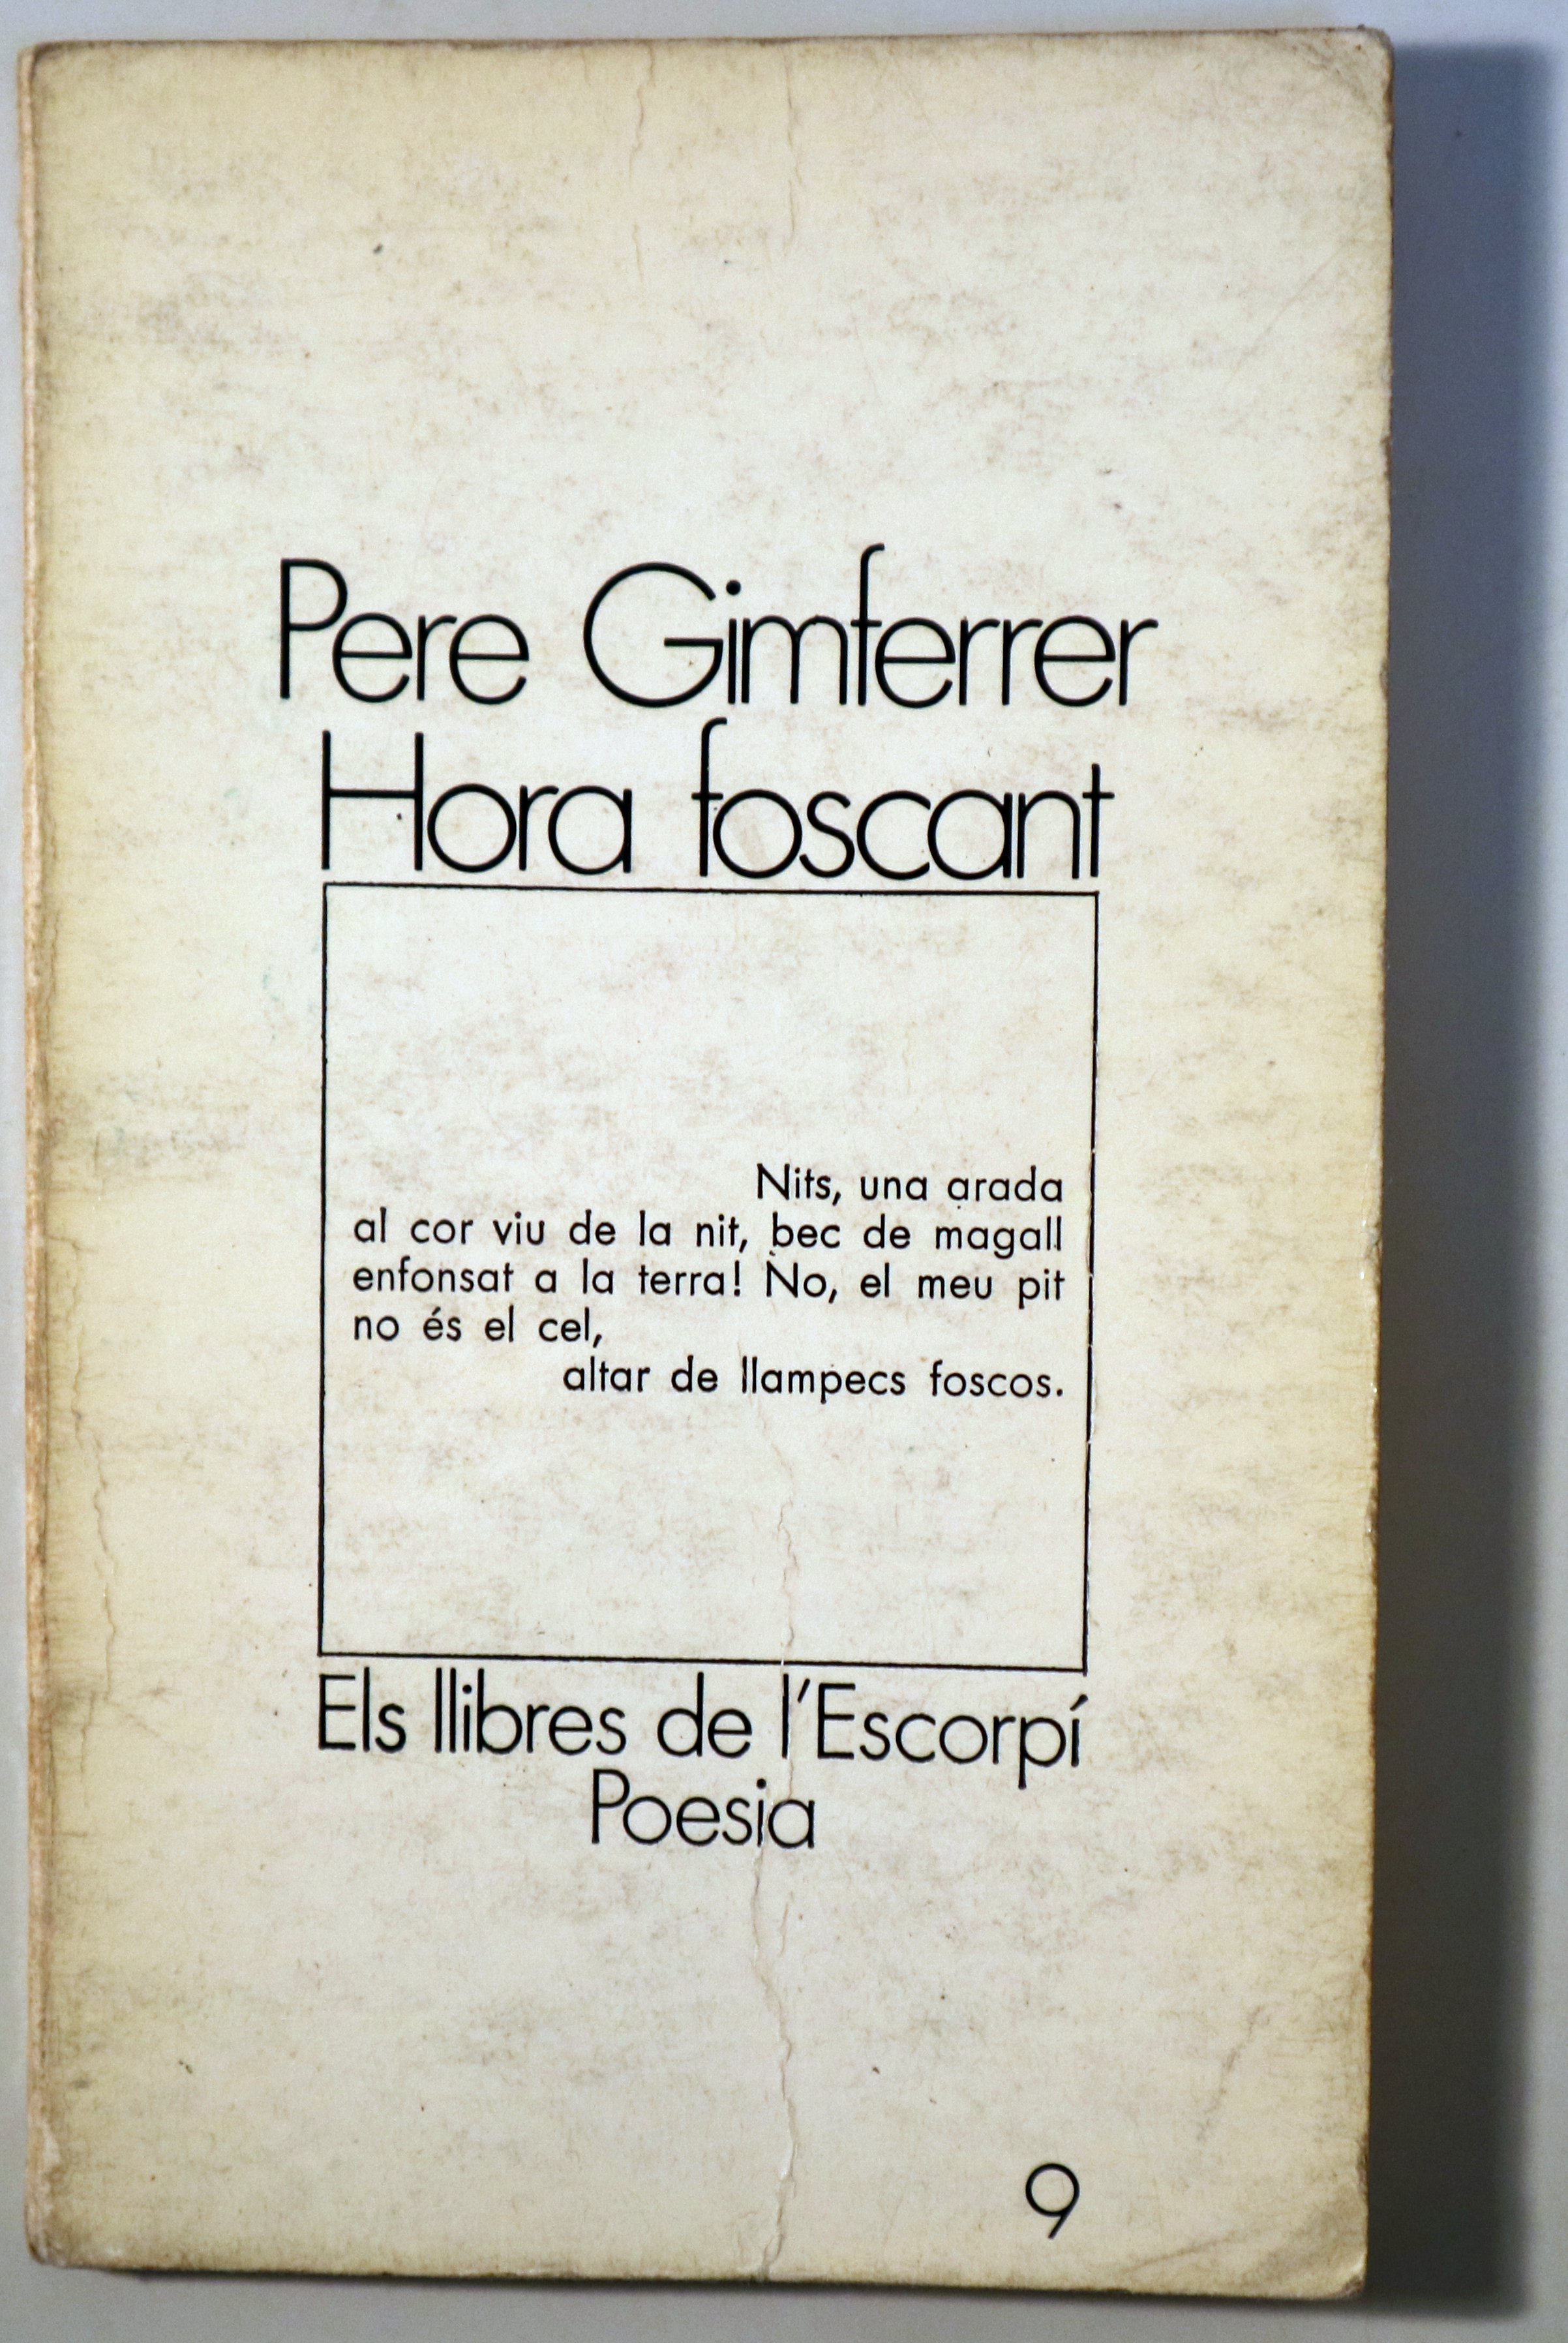 Pere Gimferrer
Hora foscant
Nits, una arada
al cor viu de la nit, bec de magall
enfonsat a la terra! No, el meu pit
no és el cel,
altar de llampecs foscos.
Els llibres de l'Escorpí
Poesia
9